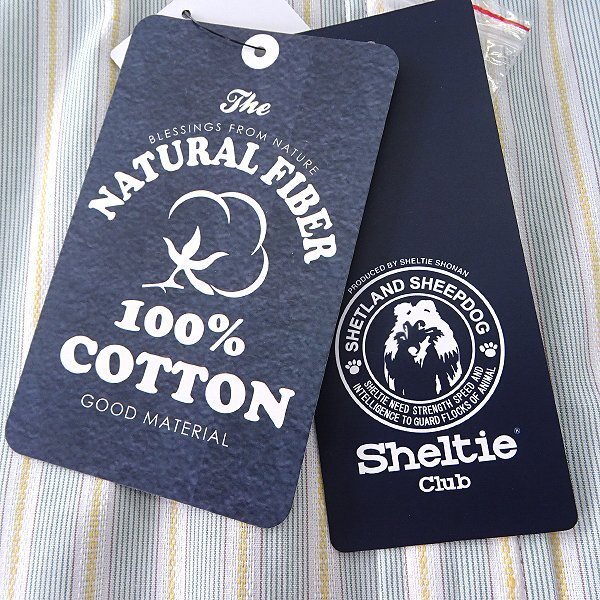 The
BLESSINGS FROM NATURE
NATURAL FIBER
100%
COTTON
GOOD MATERIAL
PRODUCED BY SHELTIE SHONAN
SHETLAND SHEEPDOG
SHELTIE NEED STRENGTH SPEED AND
INTELLIGENCE TO GUARD FLOCKS OF ANIMAL
Sheltie®
Club